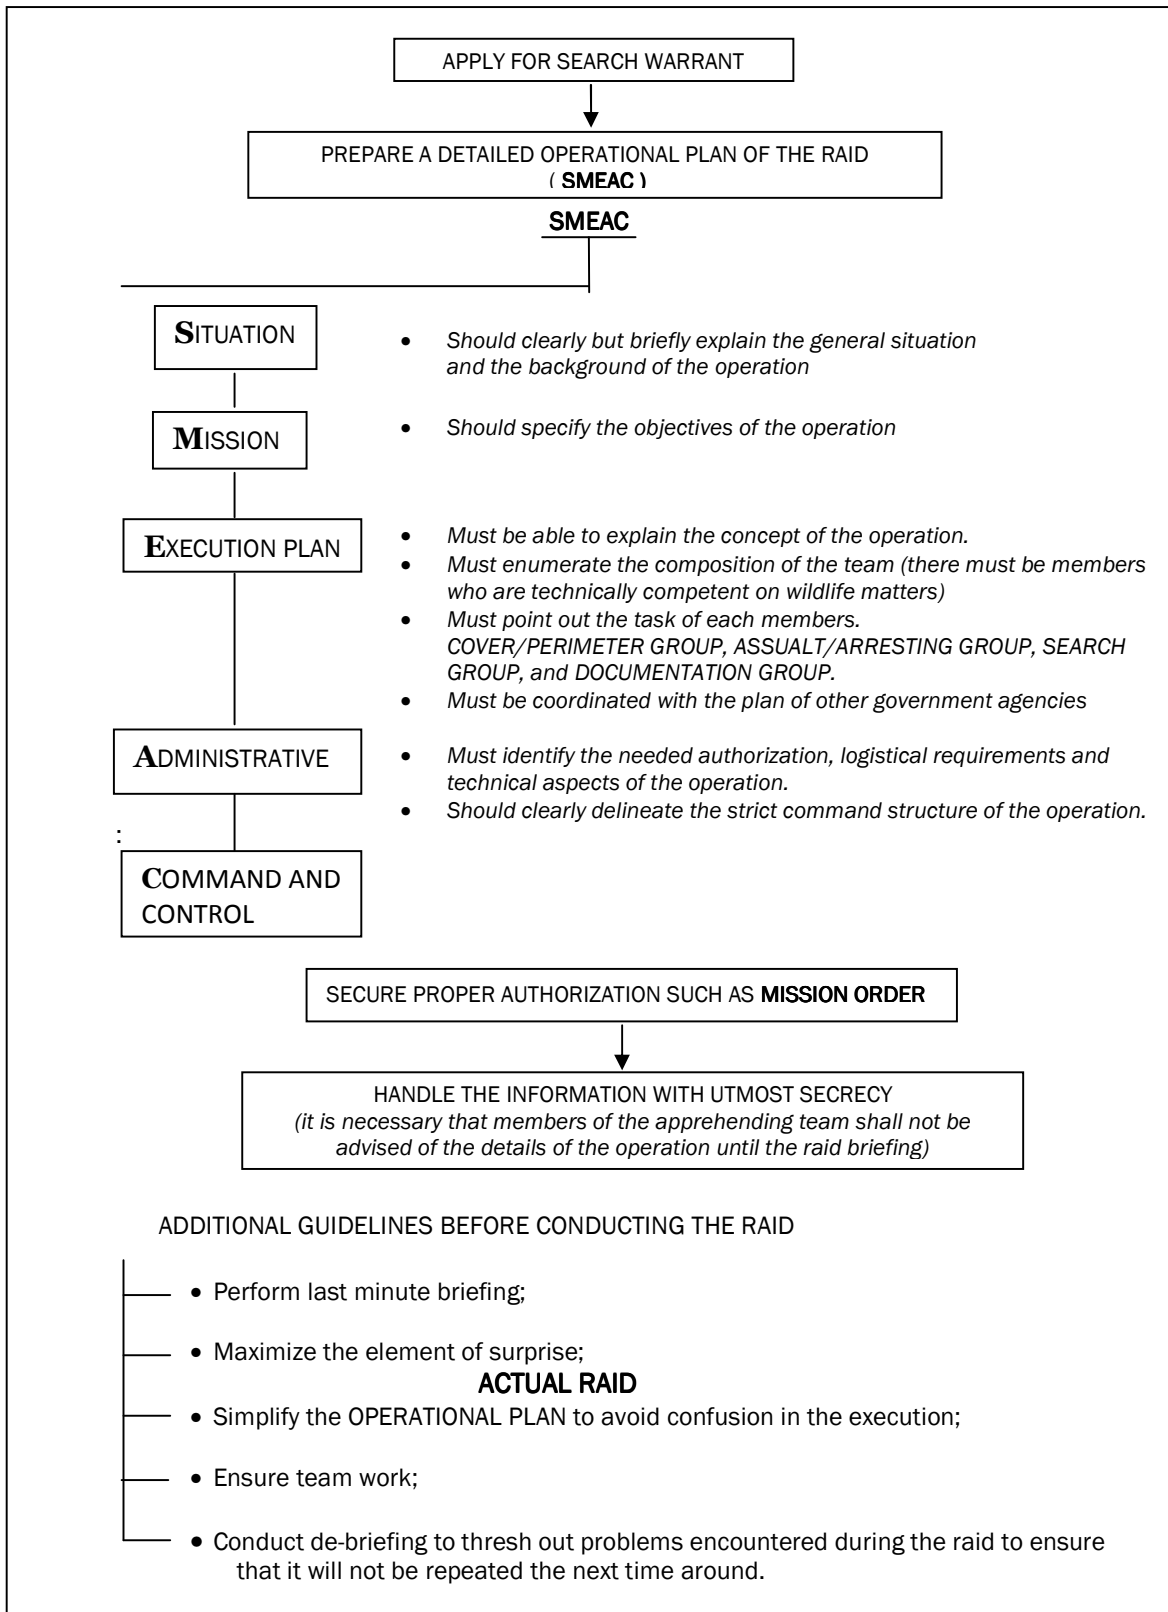 APPLY FOR SEARCH WARRANT
PREPARE A DETAILED OPERATIONAL PLAN OF THE RAID
( SMEAC )
SMEAC
SITUATION
• Should clearly but briefly explain the general situation
and the background of the operation
MISSION
• Should specify the objectives of the operation
EXECUTION PLAN
• Must be able to explain the concept of the operation.
• Must enumerate the composition of the team (there must be members
who are technically competent on wildlife matters)
• Must point out the task of each members.
COVER/PERIMETER GROUP, ASSUALT/ARRESTING GROUP, SEARCH
GROUP, and DOCUMENTATION GROUP.
• Must be coordinated with the plan of other government agencies
ADMINISTRATIVE
• Must identify the needed authorization, logistical requirements and
technical aspects of the operation.
• Should clearly delineate the strict command structure of the operation.
:
COMMAND AND
CONTROL
SECURE PROPER AUTHORIZATION SUCH AS MISSION ORDER
HANDLE THE INFORMATION WITH UTMOST SECRECY
(it is necessary that members of the apprehending team shall not be
advised of the details of the operation until the raid briefing)
ADDITIONAL GUIDELINES BEFORE CONDUCTING THE RAID
• Perform last minute briefing;
• Maximize the element of surprise;
ACTUAL RAID
• Simplify the OPERATIONAL PLAN to avoid confusion in the execution;
• Ensure team work;
• Conduct de-briefing to thresh out problems encountered during the raid to ensure
that it will not be repeated the next time around.